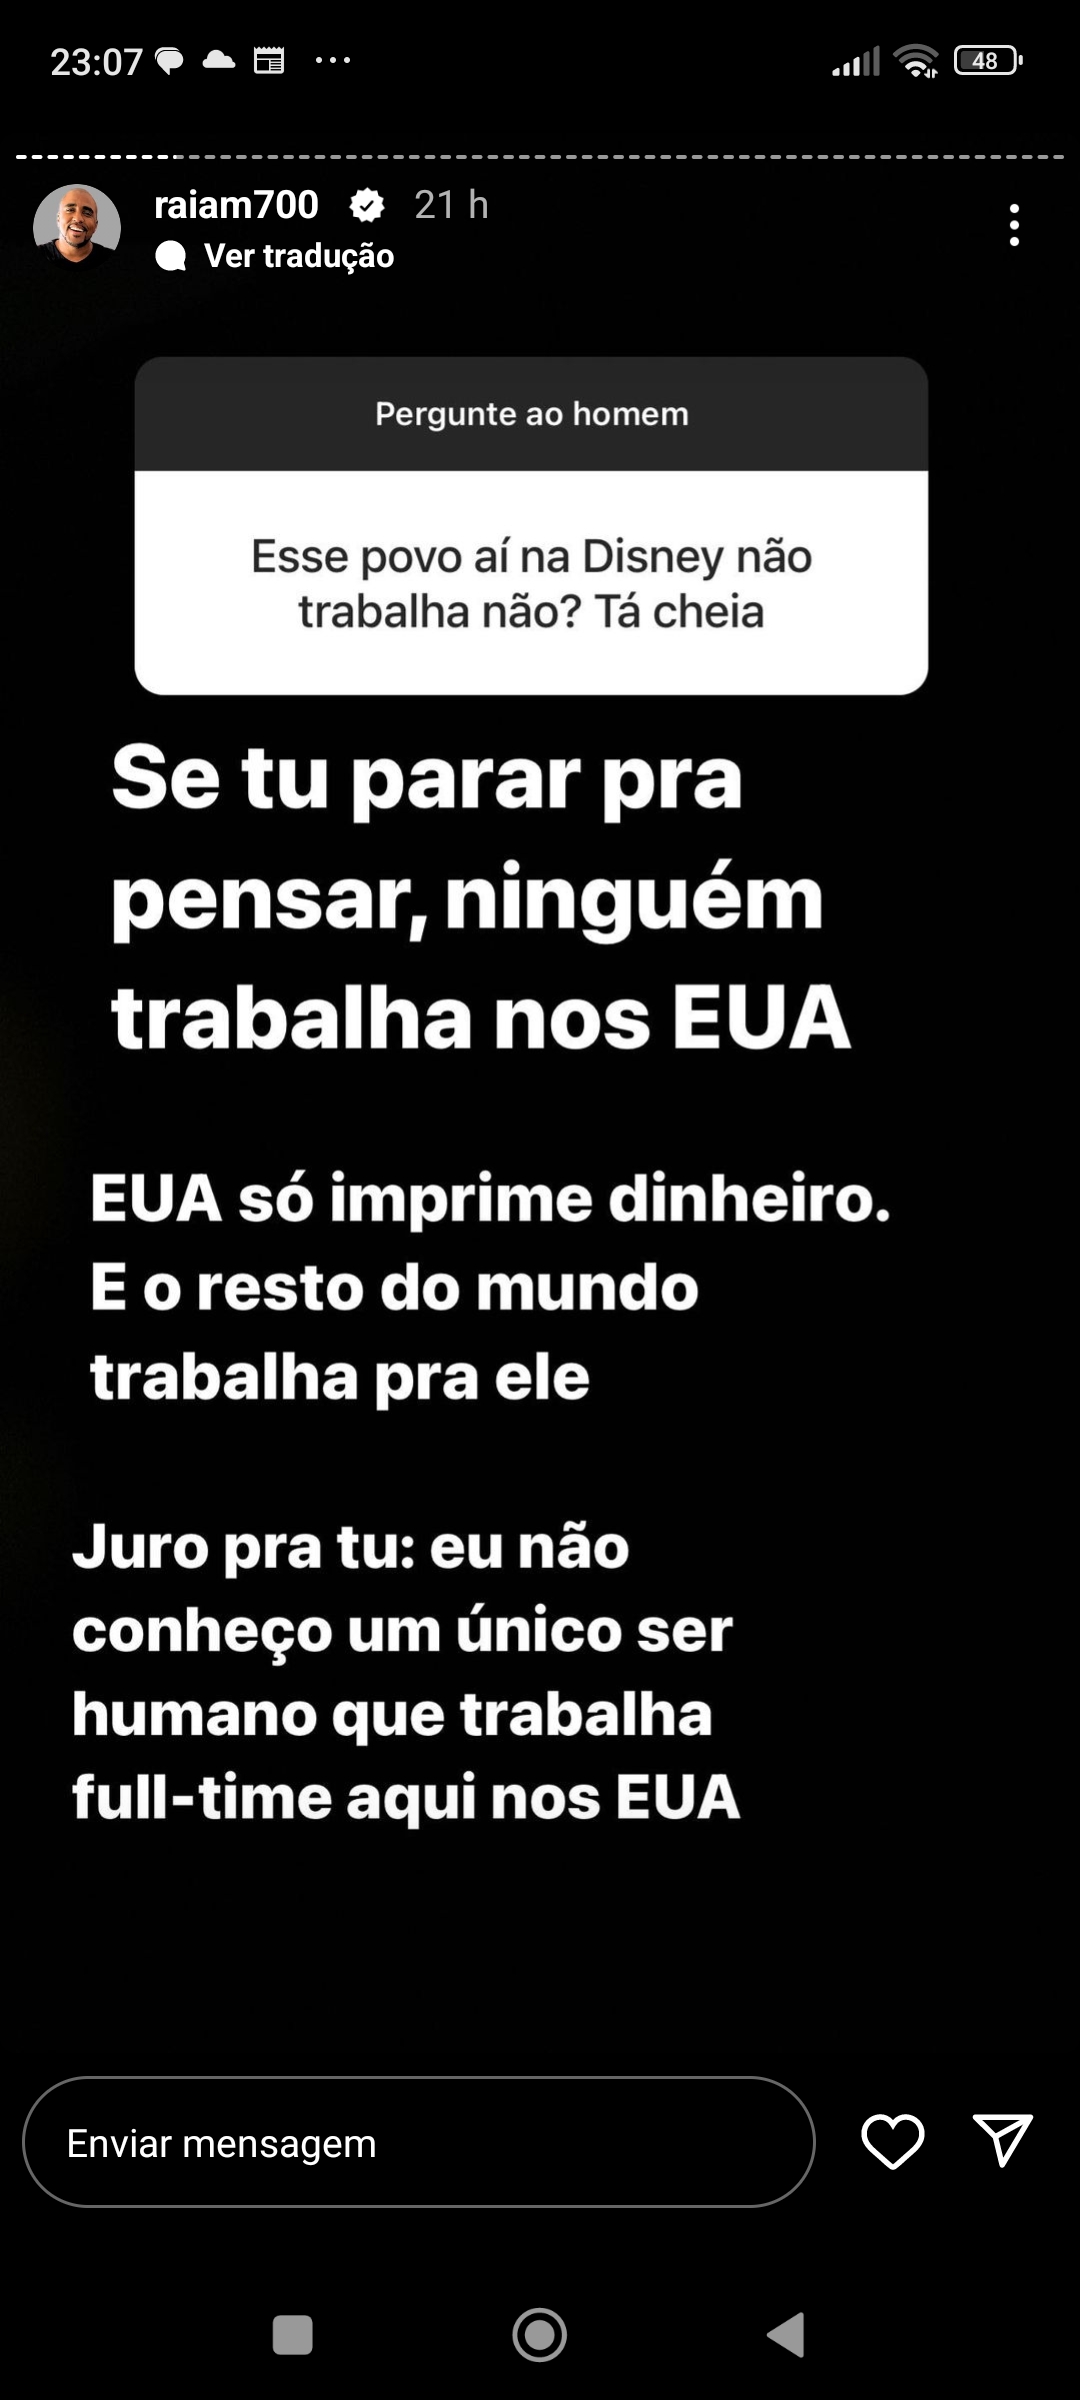 23:07
48
raiam700 21 h
Ver tradução
Pergunte ao homem
Esse povo aí na Disney não
trabalha não? Tá cheia
Se tu parar pra
pensar, ninguém
trabalha nos EUA
EUA só imprime dinheiro.
E o resto do mundo
trabalha pra ele
Juro pra tu: eu não
conheço um único ser
humano que trabalha
full-time aqui nos EUA
Enviar mensagem